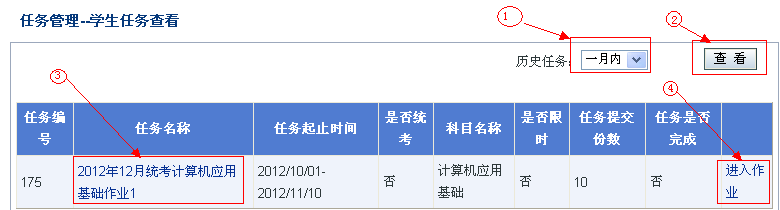 任务管理--学生任务查看
① ②
历史任务: 一月内 查 看
③ ④
任务编号 任务名称 任务起止时间 是否统考 科目名称 是否限时 任务提交份数 任务是否完成
175 2012年12月统考计算机应用基础作业1 2012/10/01-2012/11/10 否 计算机应用基础 否 10 否 进入作业